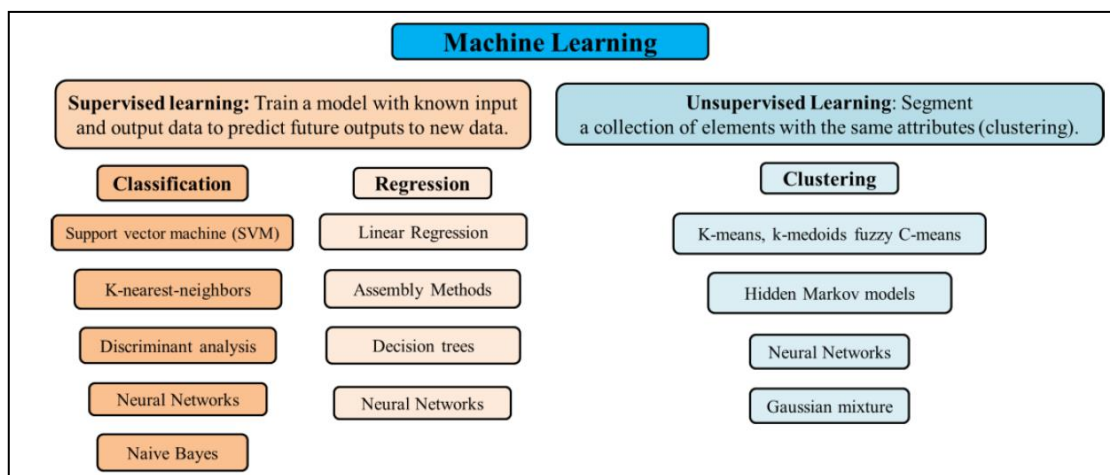 Machine Learning
Supervised learning: Train a model with known input
and output data to predict future outputs to new data.
Classification
Support vector machine (SVM)
K-nearest-neighbors
Discriminant analysis
Neural Networks
Naive Bayes
Regression
Linear Regression
Assembly Methods
Decision trees
Neural Networks
Unsupervised Learning: Segment
a collection of elements with the same attributes (clustering).
Clustering
K-means, k-medoids fuzzy C-means
Hidden Markov models
Neural Networks
Gaussian mixture